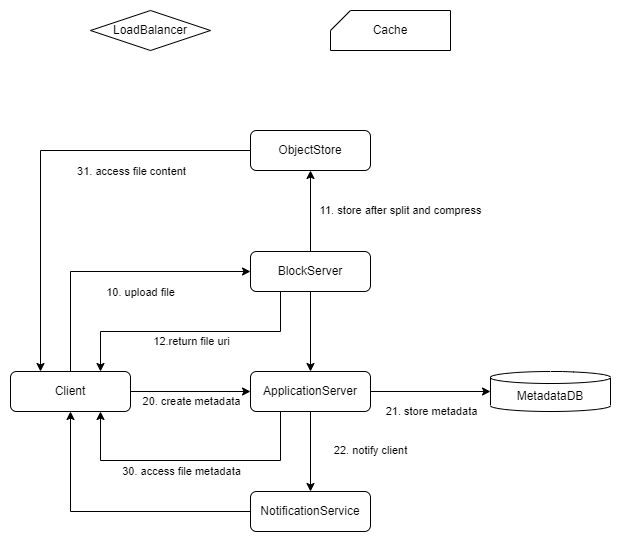 LoadBalancer
Cache
ObjectStore
31. access file content
11. store after split and compress
BlockServer
10. upload file
12.return file uri
Client
ApplicationServer
MetadataDB
20. create metadata
21. store metadata
22. notify client
30. access file metadata
NotificationService